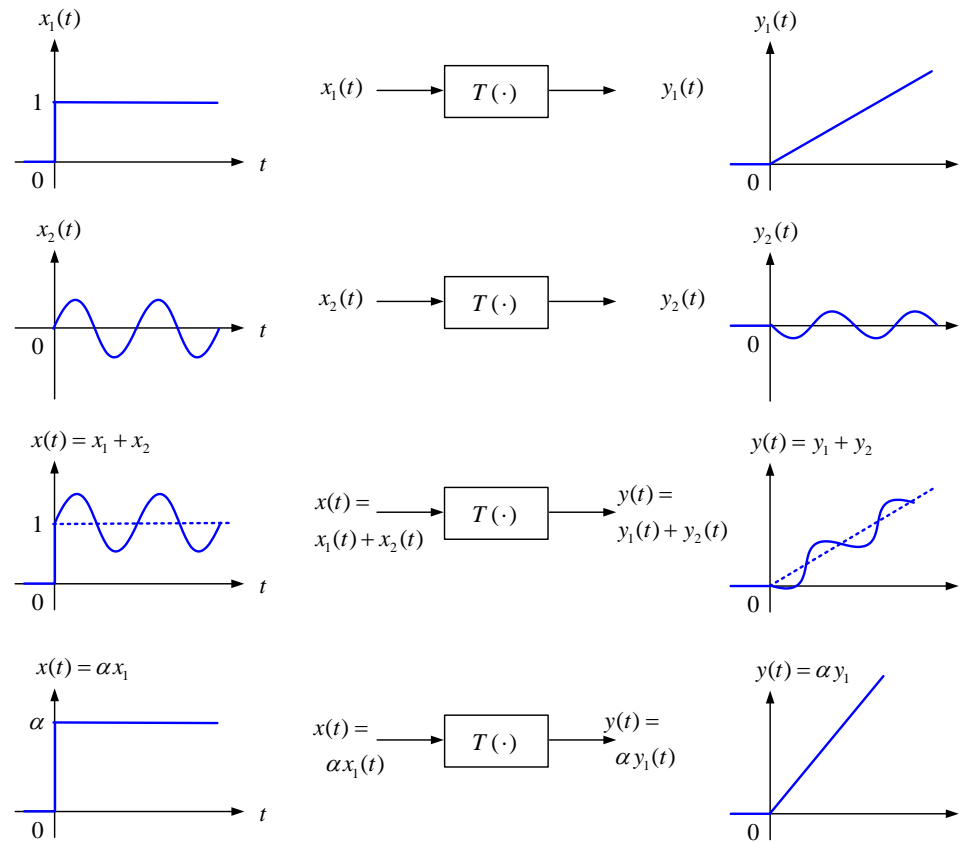 x₁(t)
1
0
t
x₁(t)
T(·)
y₁(t)
y₁(t)
0
x₂(t)
0
t
x₂(t)
T(·)
y₂(t)
y₂(t)
0
x(t) = x₁ + x₂
1
0
t
x(t) =
x₁(t) + x₂(t)
T(·)
y(t) =
y₁(t) + y₂(t)
y(t) = y₁ + y₂
0
x(t) = αx₁
α
0
t
x(t) =
αx₁(t)
T(·)
y(t) =
αy₁(t)
y(t) = αy₁
0